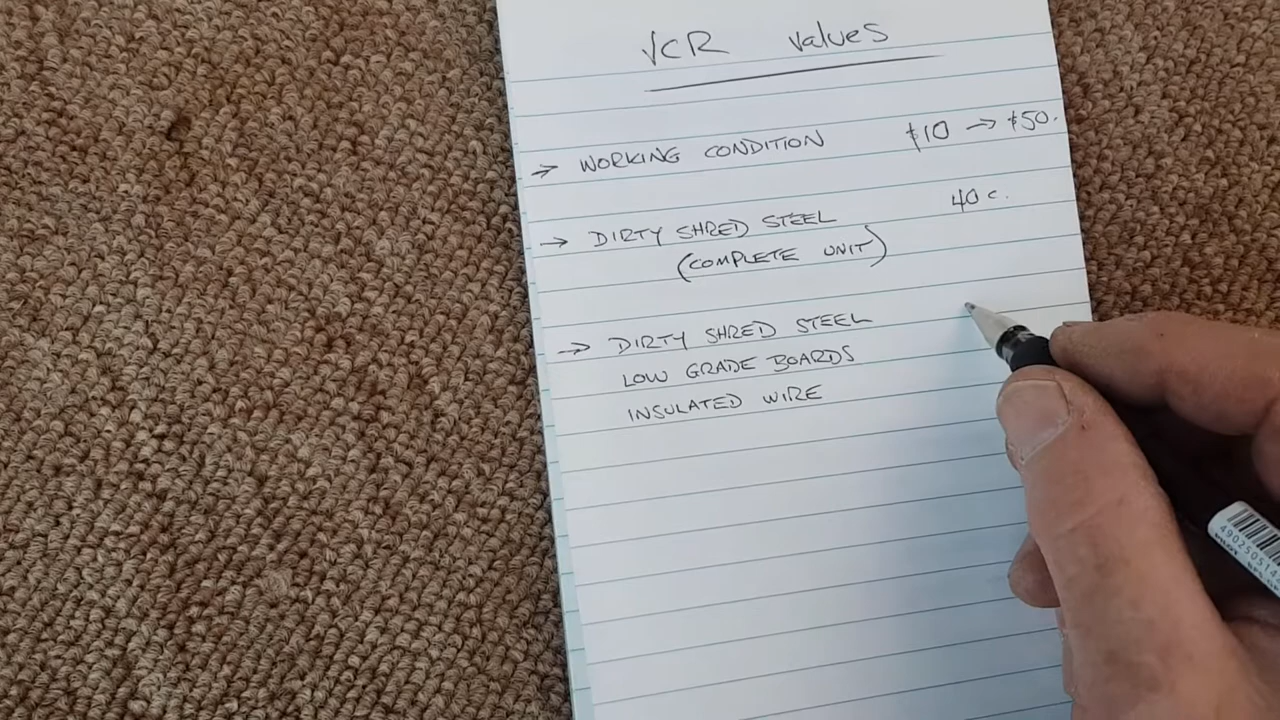 VCR values
→ WORKING CONDITION $10 → $50.
→ DIRTY SHRED STEEL 40 c.
(COMPLETE UNIT)
→ DIRTY SHRED STEEL
LOW GRADE BOARDS
INSULATED WIRE